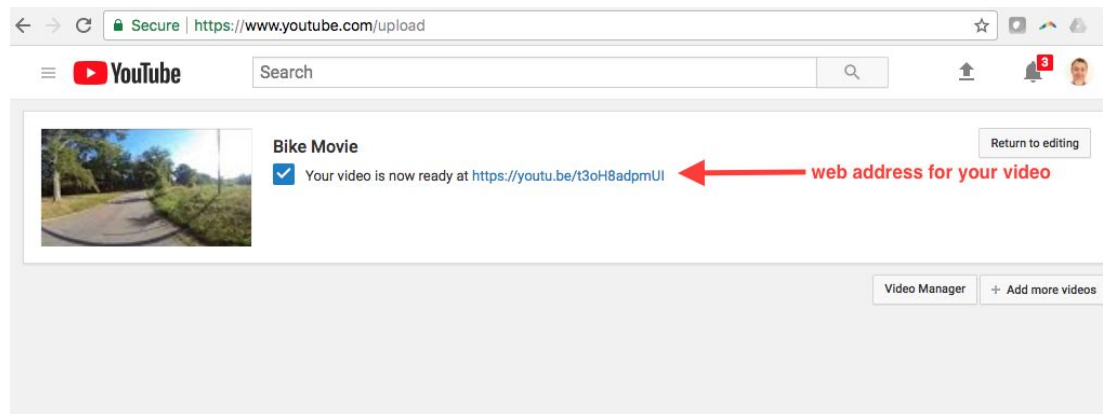 Secure | https://www.youtube.com/upload
YouTube
Search
3
Bike Movie
Return to editing
Your video is now ready at https://youtu.be/t3oH8adpmUI
web address for your video
Video Manager
+ Add more videos